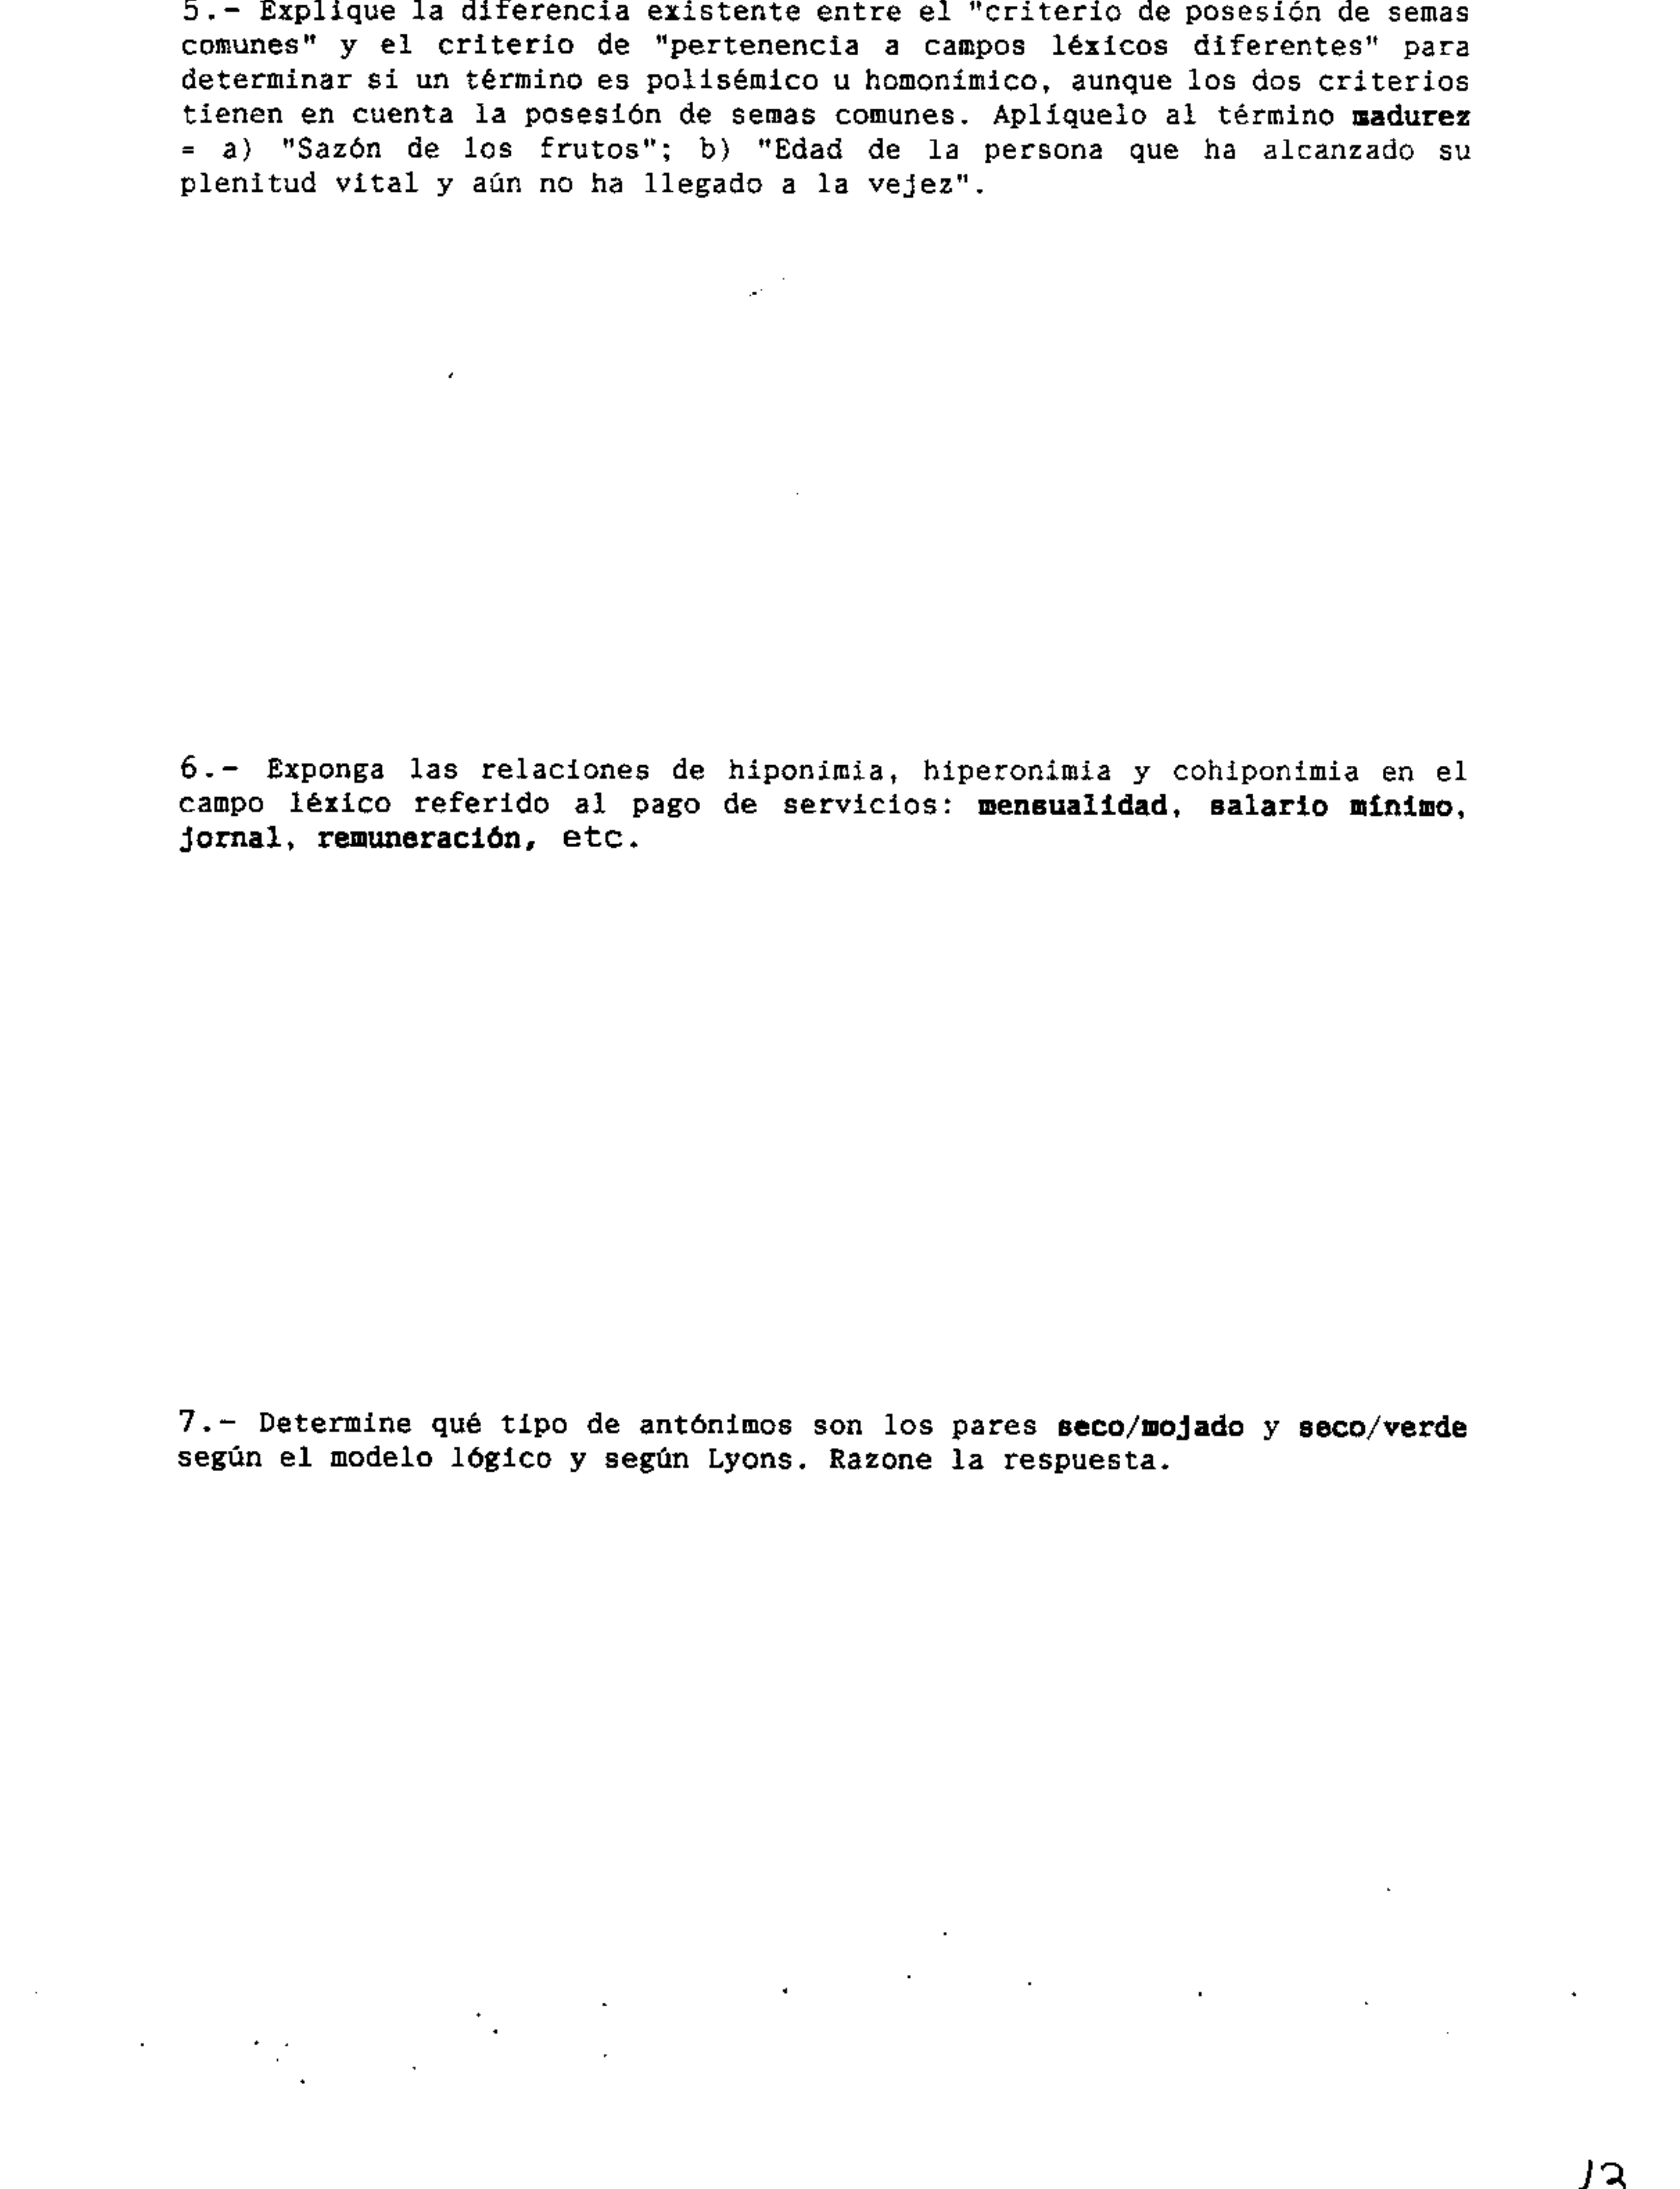 5.- Explique la diferencia existente entre el "criterio de posesión de semas
comunes" y el criterio de "pertenencia a campos léxicos diferentes" para
determinar si un término es polisémico u homonímico, aunque los dos criterios
tienen en cuenta la posesión de semas comunes. Aplíquelo al término madurez
= a) "Sazón de los frutos"; b) "Edad de la persona que ha alcanzado su
plenitud vital y aún no ha llegado a la vejez".
6.- Exponga las relaciones de hiponimia, hiperonimia y cohiponimia en el
campo léxico referido al pago de servicios: mensualidad, salario mínimo,
jornal, remuneración, etc.
7.- Determine qué tipo de antónimos son los pares seco/mojado y seco/verde
según el modelo lógico y según Lyons. Razone la respuesta.
13